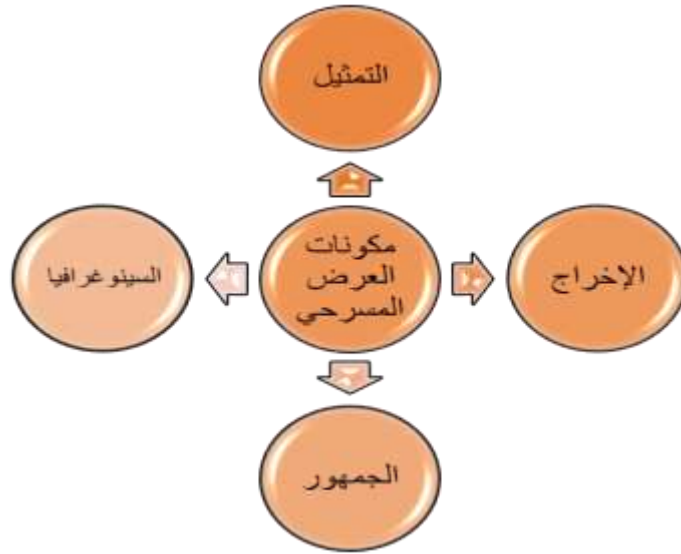 التمثيل
الإخراج
مكونات
العرض
المسرحي
السينوغرافيا
الجمهور